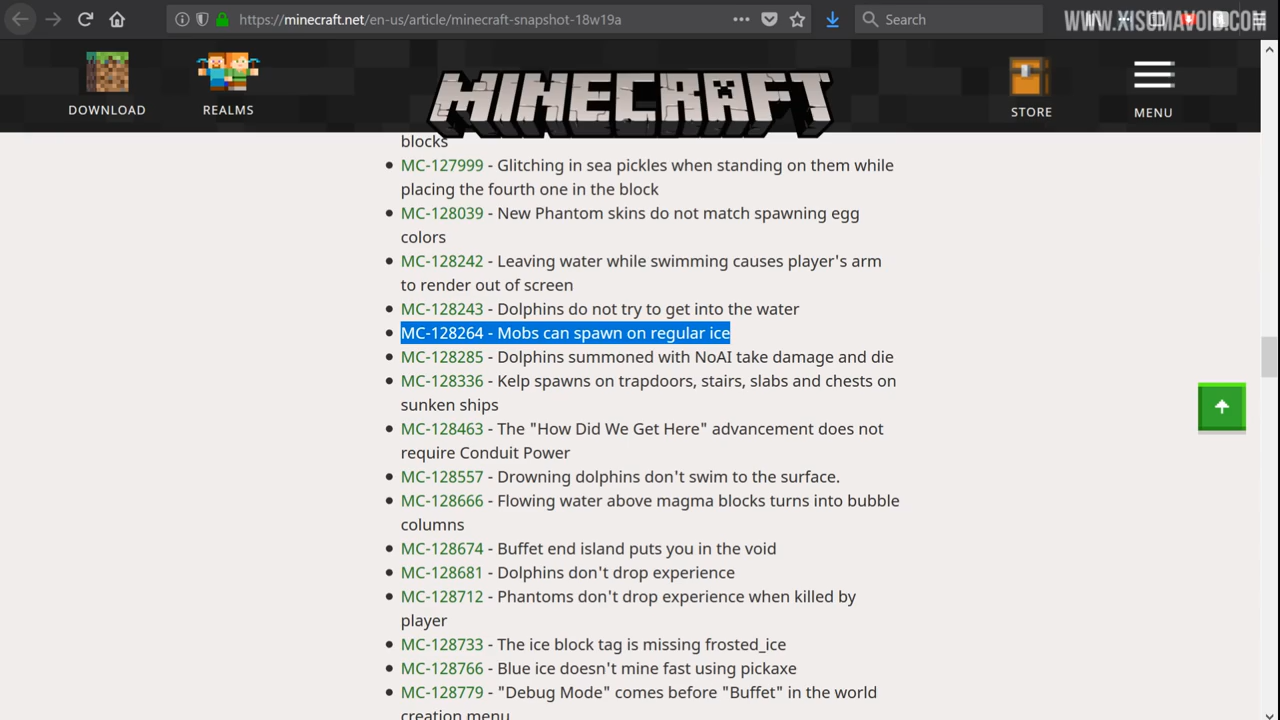 https://minecraft.net/en-us/article/minecraft-snapshot-18w19a
Search
WWW.XISUMAVOID.COM
DOWNLOAD
REALMS
MINECRAFT
STORE
MENU
blocks
MC-127999 - Glitching in sea pickles when standing on them while
placing the fourth one in the block
MC-128039 - New Phantom skins do not match spawning egg
colors
MC-128242 - Leaving water while swimming causes player's arm
to render out of screen
MC-128243 - Dolphins do not try to get into the water
MC-128264 - Mobs can spawn on regular ice
MC-128285 - Dolphins summoned with NoAI take damage and die
MC-128336 - Kelp spawns on trapdoors, stairs, slabs and chests on
sunken ships
MC-128463 - The "How Did We Get Here" advancement does not
require Conduit Power
MC-128557 - Drowning dolphins don't swim to the surface.
MC-128666 - Flowing water above magma blocks turns into bubble
columns
MC-128674 - Buffet end island puts you in the void
MC-128681 - Dolphins don't drop experience
MC-128712 - Phantoms don't drop experience when killed by
player
MC-128733 - The ice block tag is missing frosted_ice
MC-128766 - Blue ice doesn't mine fast using pickaxe
MC-128779 - "Debug Mode" comes before "Buffet" in the world
creation menu